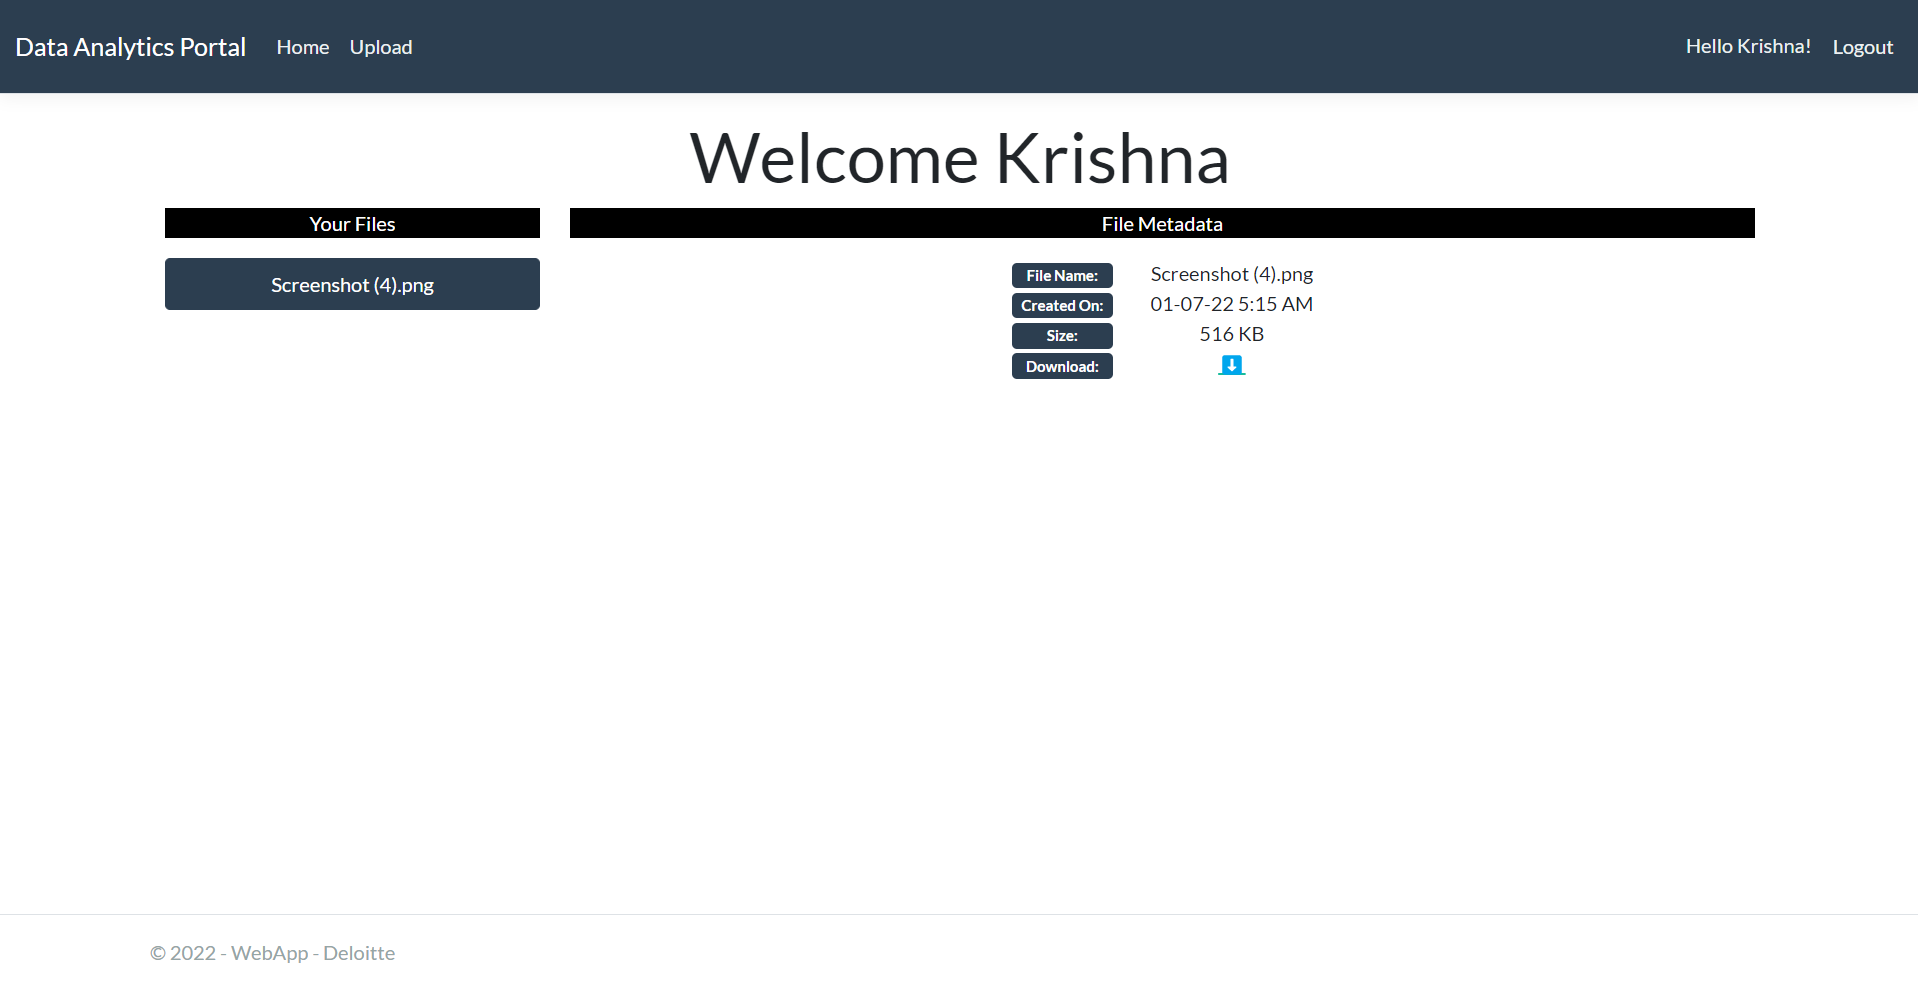 Data Analytics Portal Home Upload Hello Krishna! Logout
Welcome Krishna
Your Files
Screenshot (4).png
File Metadata
File Name: Screenshot (4).png
Created On: 01-07-22 5:15 AM
Size: 516 KB
Download:
© 2022 - WebApp - Deloitte